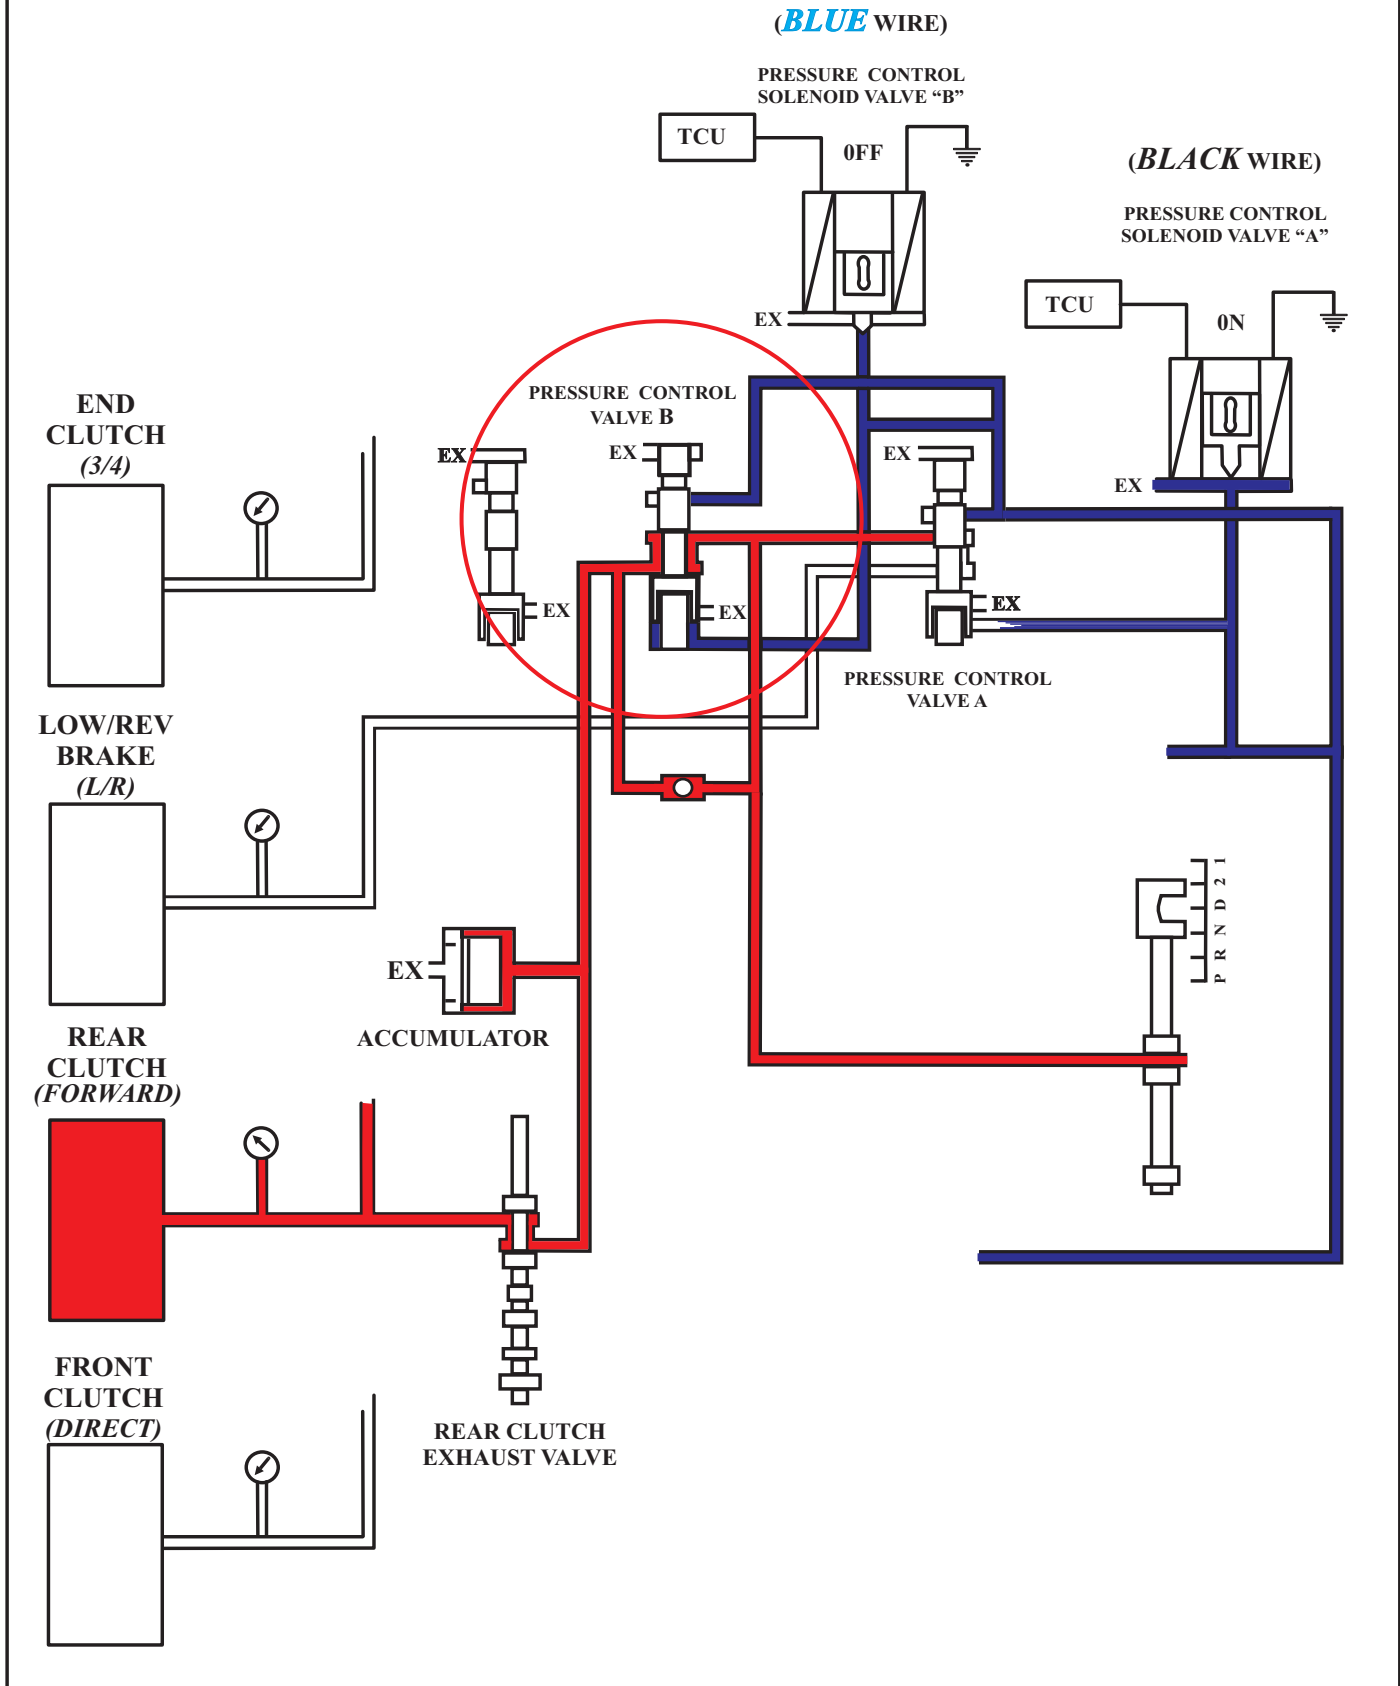 (BLUE WIRE)
PRESSURE CONTROL
SOLENOID VALVE “B”
TCU
0FF
(BLACK WIRE)
PRESSURE CONTROL
SOLENOID VALVE “A”
TCU
0N
EX
EX
PRESSURE CONTROL
VALVE B
EX
EX
EX
EX
EX
EX
PRESSURE CONTROL
VALVE A
END
CLUTCH
(3/4)
LOW/REV
BRAKE
(L/R)
EX
ACCUMULATOR
P R N D 2 1
REAR
CLUTCH
(FORWARD)
FRONT
CLUTCH
(DIRECT)
REAR CLUTCH
EXHAUST VALVE